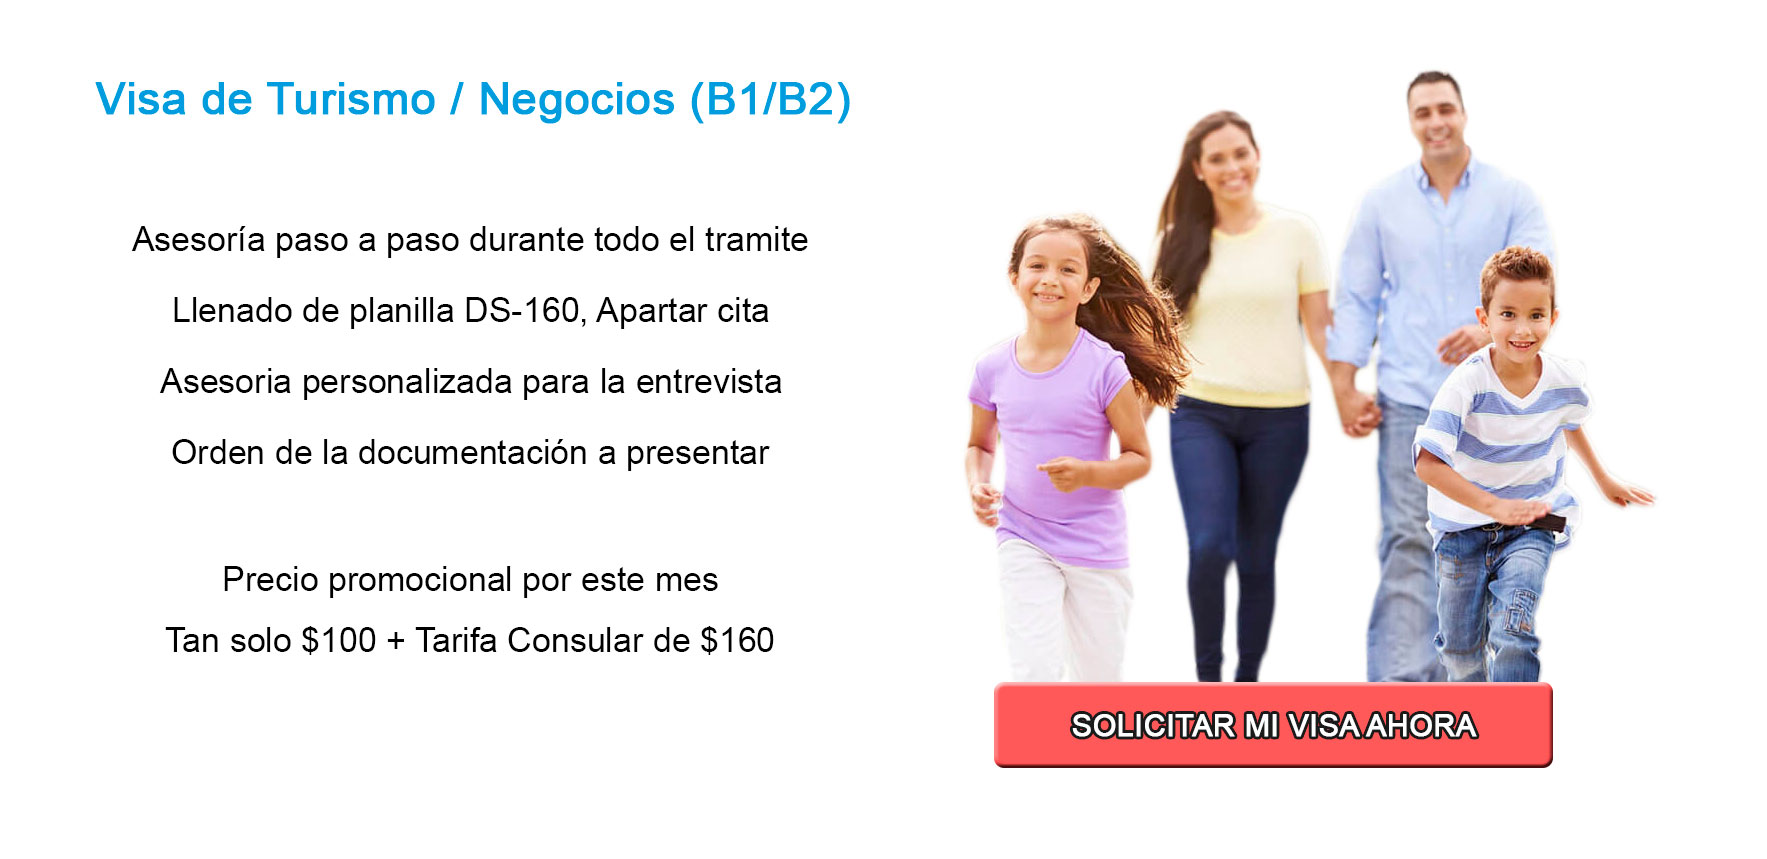 Visa de Turismo / Negocios (B1/B2)
Asesoría paso a paso durante todo el tramite
Llenado de planilla DS-160, Apartar cita
Asesoria personalizada para la entrevista
Orden de la documentación a presentar
Precio promocional por este mes
Tan solo $100 + Tarifa Consular de $160
SOLICITAR MI VISA AHORA